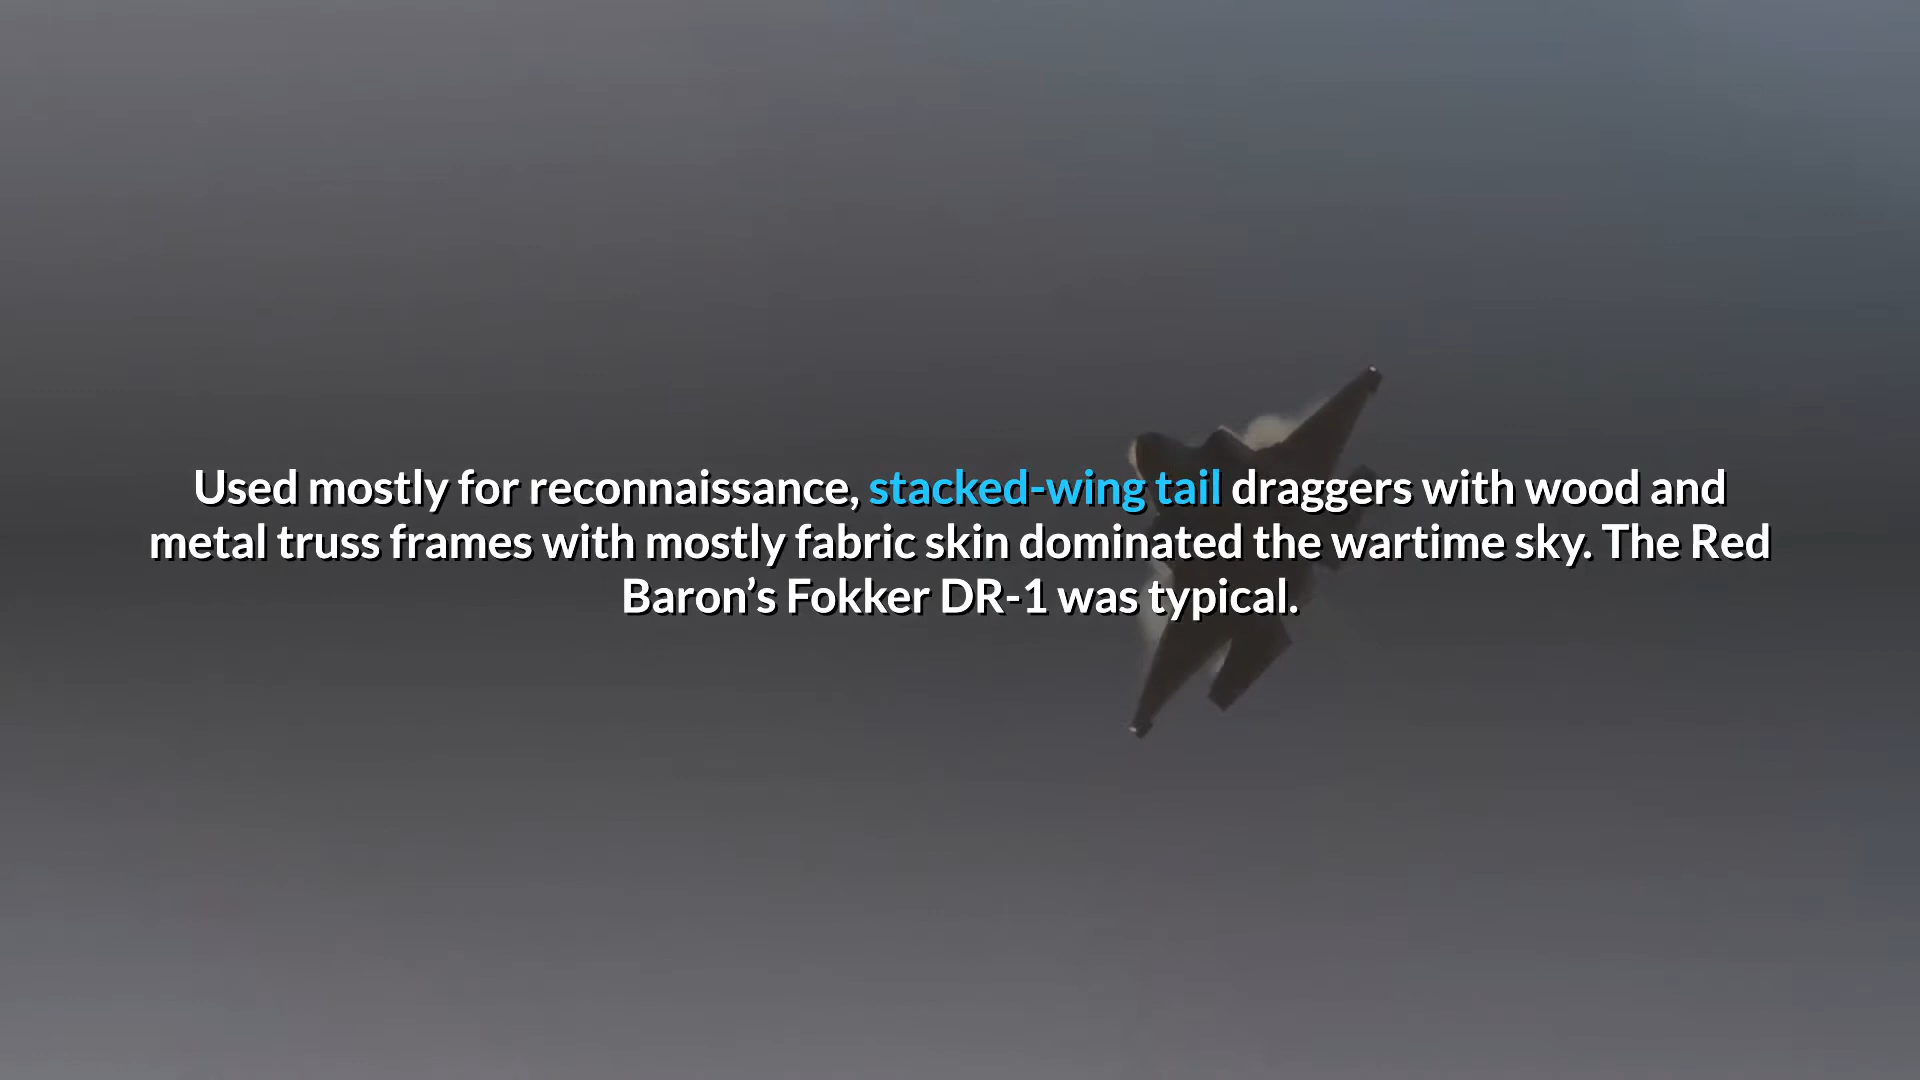 Used mostly for reconnaissance, stacked-wing tail draggers with wood and
metal truss frames with mostly fabric skin dominated the wartime sky. The Red
Baron’s Fokker DR-1 was typical.